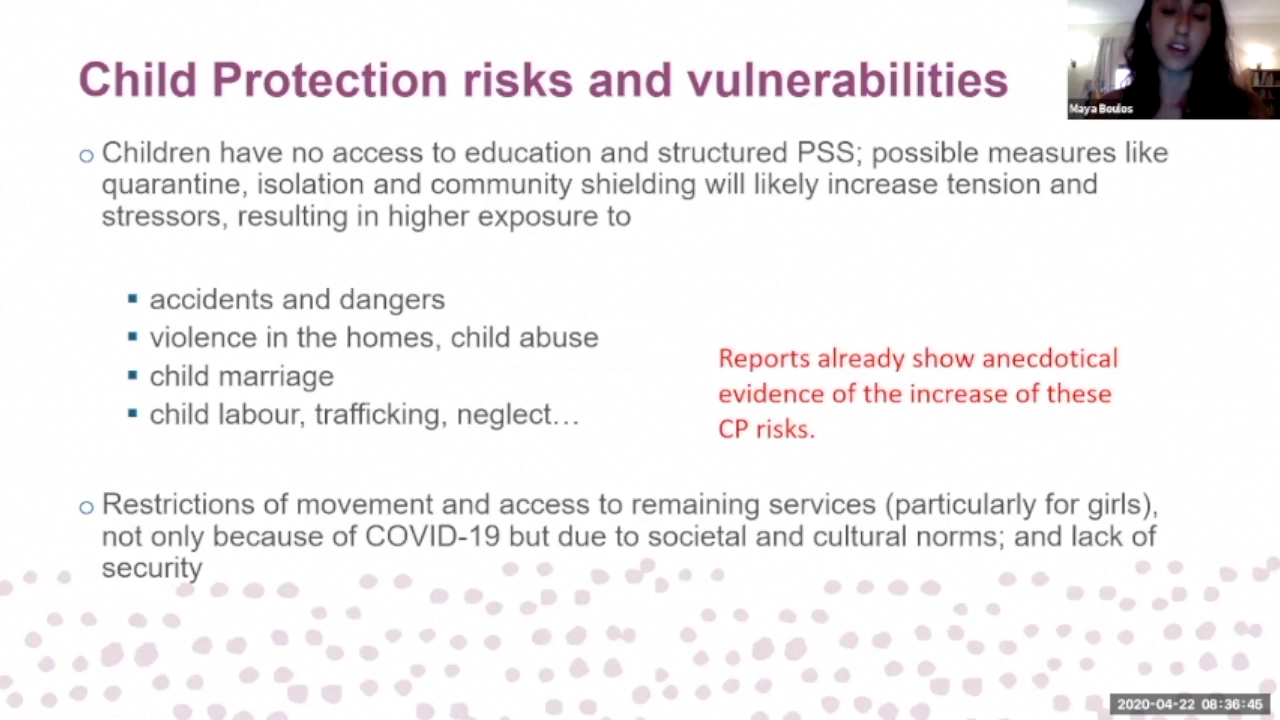 Child Protection risks and vulnerabilities
Maya Boulos
Children have no access to education and structured PSS; possible measures like
quarantine, isolation and community shielding will likely increase tension and
stressors, resulting in higher exposure to
accidents and dangers
violence in the homes, child abuse
child marriage
child labour, trafficking, neglect…
Reports already show anecdotical
evidence of the increase of these
CP risks.
Restrictions of movement and access to remaining services (particularly for girls),
not only because of COVID-19 but due to societal and cultural norms; and lack of
security
2020-04-22 08:36:45